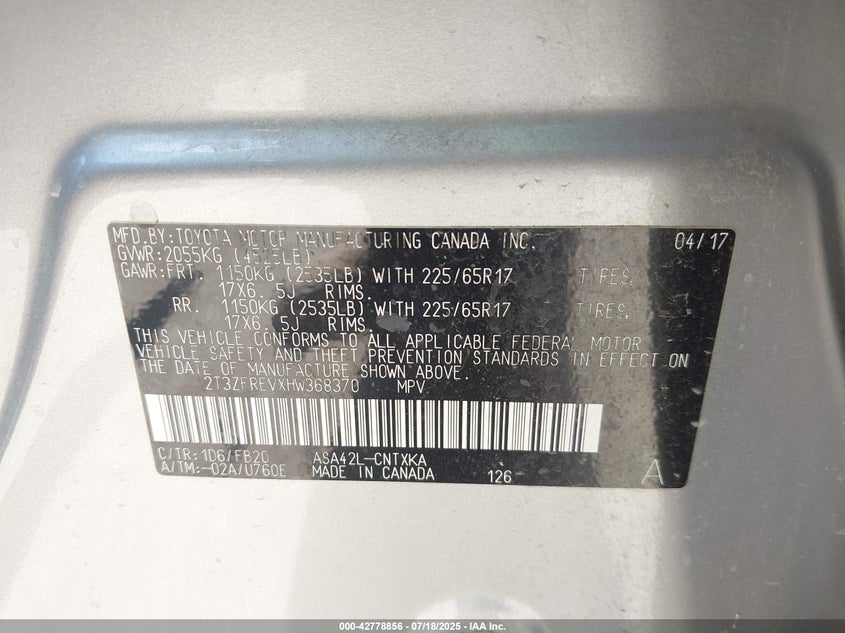 MFD.BY:TOYOTA MOTOR MANUFACTURING CANADA INC. 04/17
GVWR:2055KG (4525LB)
GAWR:FRT. 1150KG (2535LB) WITH 225/65R17 TIRES,
17X6.5J RIMS.
RR. 1150KG (2535LB) WITH 225/65R17 TIRES,
17X6.5J RIMS.
THIS VEHICLE CONFORMS TO ALL APPLICABLE FEDERAL MOTOR
VEHICLE SAFETY AND THEFT PREVENTION STANDARDS IN EFFECT ON
THE DATE OF MANUFACTURE SHOWN ABOVE.
2T3ZFREVXHW368370 MPV
C/TR:1D6/FB20 ASA42L-CNTXKA
A/TM:-02A/U760E MADE IN CANADA 126 A
000-42778856 - 07/18/2025 - IAA Inc.